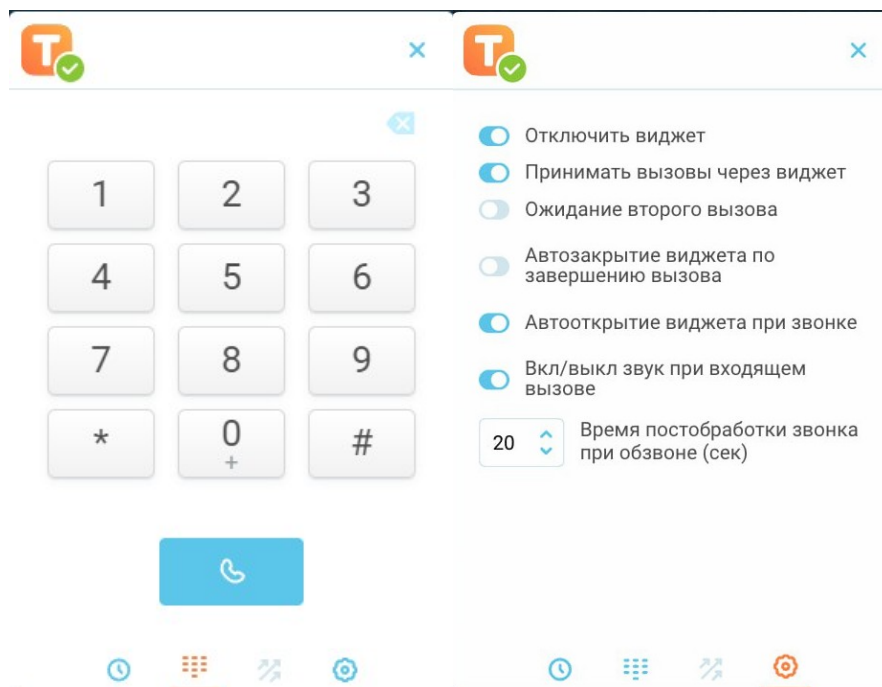 T
1 2 3
4 5 6
7 8 9
* 0 #
+
T
Отключить виджет
Принимать вызовы через виджет
Ожидание второго вызова
Автозакрытие виджета по
завершению вызова
Автооткрытие виджета при звонке
Вкл/выкл звук при входящем
вызове
20
Время постобработки звонка
при обзвоне (сек)